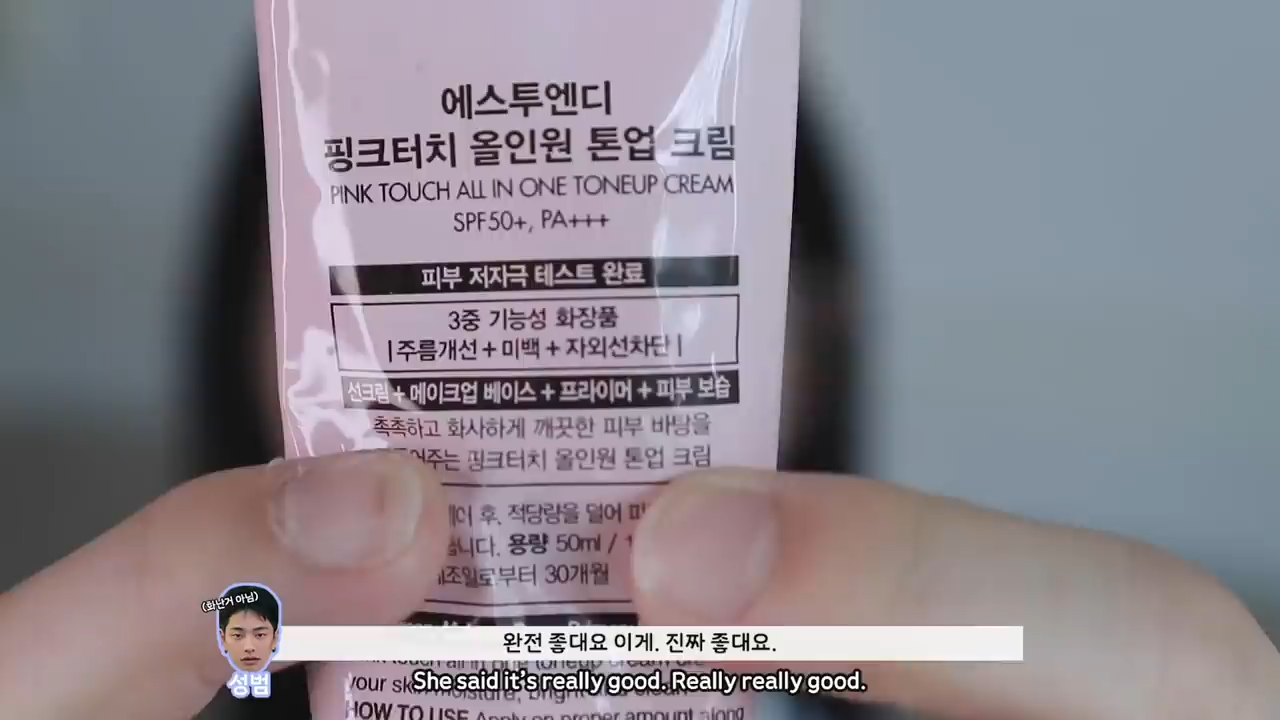 에스투엔디
핑크터치 올인원 톤업 크림
PINK TOUCH ALL IN ONE TONEUP CREAM
SPF50+, PA+++
피부 저자극 테스트 완료
3중 기능성 화장품
|주름개선+미백+자외선차단|
선크림+메이크업 베이스+프라이머+피부 보습
촉촉하고 화사하게 깨끗한 피부 바탕을
핑크터치 올인원 톤업 크림
후, 적당량을 덜어
용량 50ml /
30개월
(화난거 아님)
성범
완전 좋대요 이게. 진짜 좋대요.
She said it's really good. Really really good.
HOW TO USE Apply on proper amount along